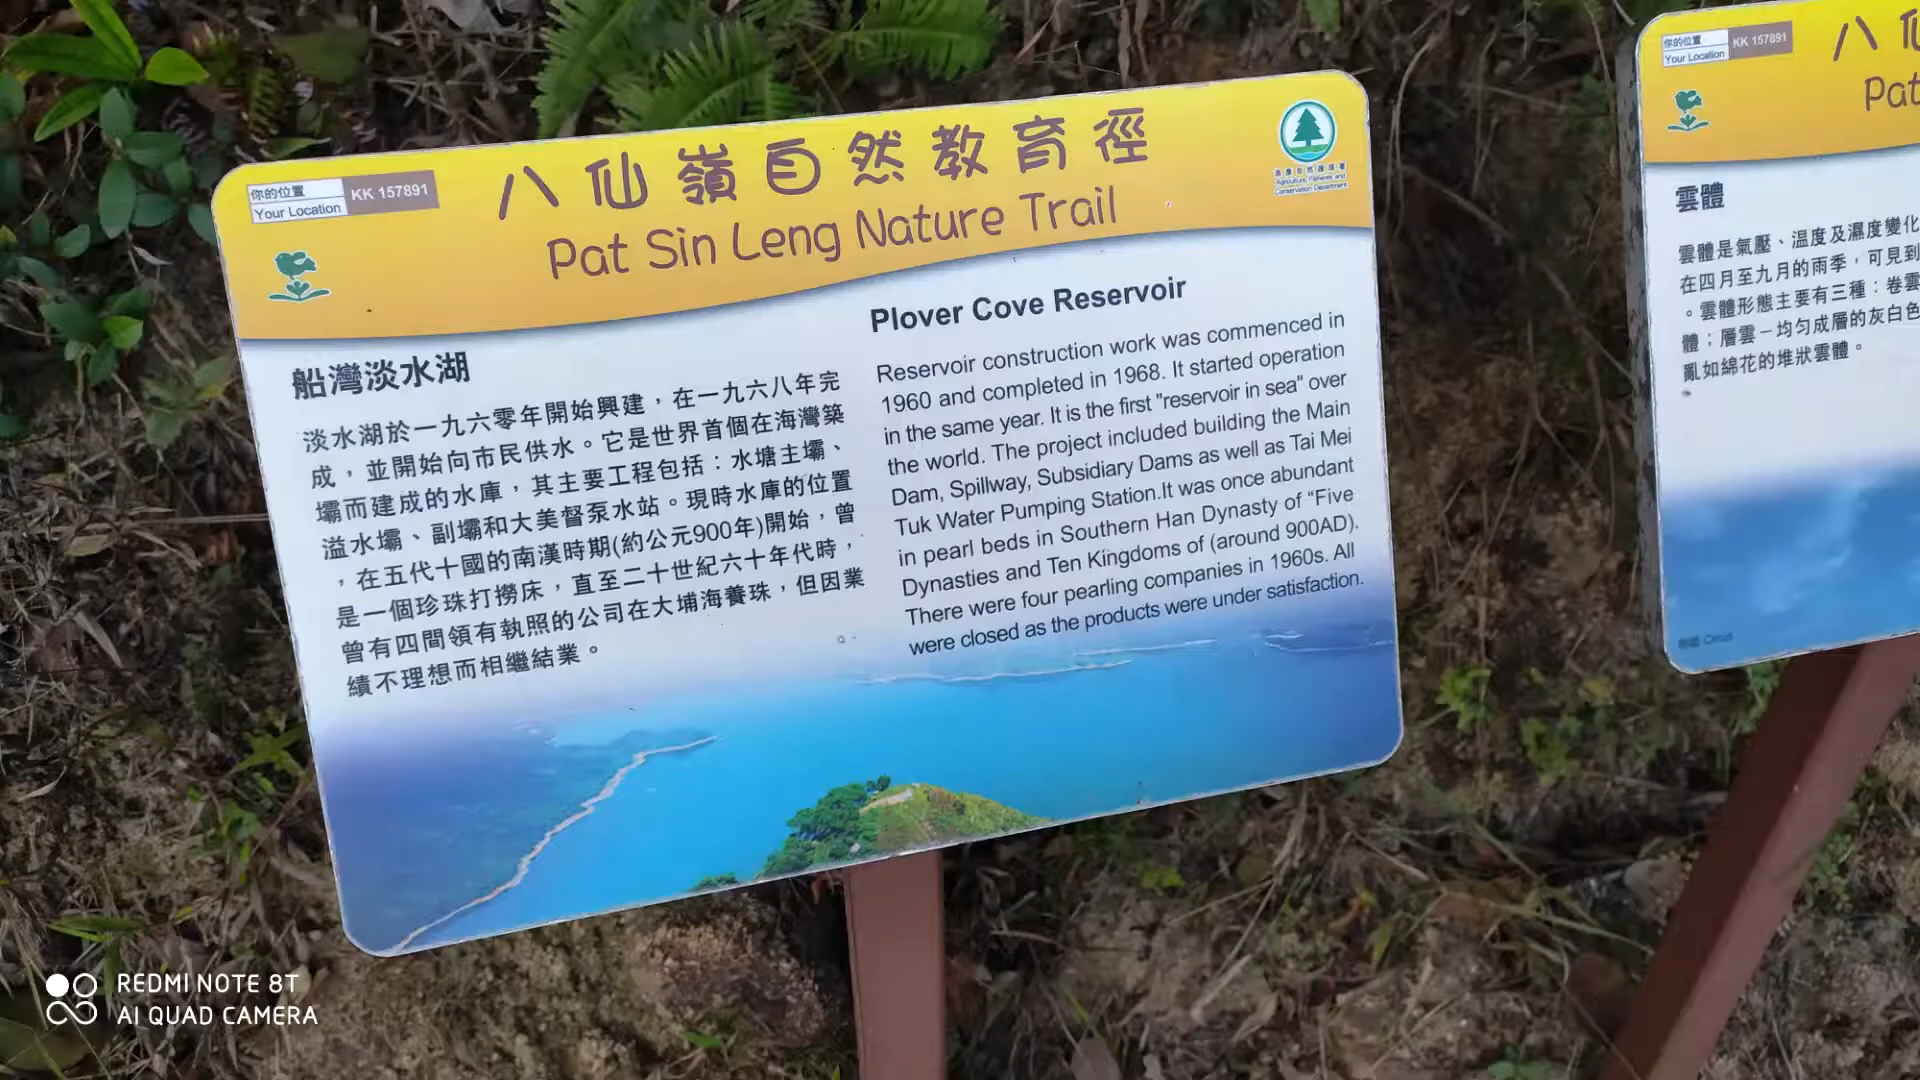 你的位置
Your Location
KK 157891
八仙嶺自然教育徑
Pat Sin Leng Nature Trail
漁農自然護理署
Agriculture, Fisheries and
Conservation Department
船灣淡水湖
淡水湖於一九六零年開始興建，在一九六八年完
成，並開始向市民供水。它是世界首個在海灣築
壩而建成的水庫，其主要工程包括：水塘主壩、
溢水壩、副壩和大美督泵水站。現時水庫的位置
，在五代十國的南漢時期(約公元900年)開始，曾
是一個珍珠打撈床，直至二十世紀六十年代時，
曾有四間領有執照的公司在大埔海養珠，但因業
績不理想而相繼結業。
Plover Cove Reservoir
Reservoir construction work was commenced in
1960 and completed in 1968. It started operation
in the same year. It is the first "reservoir in sea" over
the world. The project included building the Main
Dam, Spillway, Subsidiary Dams as well as Tai Mei
Tuk Water Pumping Station.It was once abundant
in pearl beds in Southern Han Dynasty of “Five
Dynasties and Ten Kingdoms of (around 900AD).
There were four pearling companies in 1960s. All
were closed as the products were under satisfaction.
你的位置
Your Location
KK 157891
八仙
Pat
雲體
雲體是氣壓、溫度及濕度變化
在四月至九月的雨季，可見到
。雲體形態主要有三種：卷雲
體；層雲－均勻成層的灰白色
亂如綿花的堆狀雲體。
Cirrus
REDMI NOTE 8T
AI QUAD CAMERA